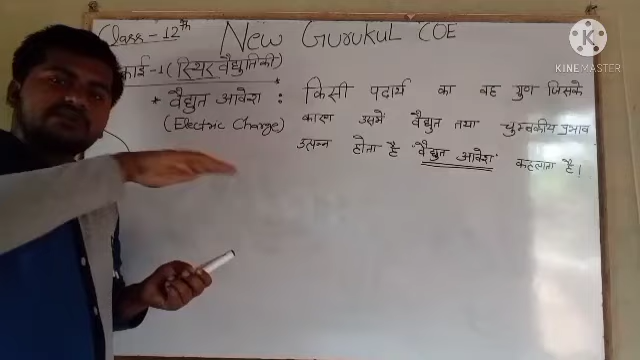 Class - 12th New Gurukul COE
काई -1 (स्थिर वैद्युतिकी)
* वैद्युत आवेश : किसी पदार्थ का वह गुण जिसके
(Electric Charge) कारण उसमें वैद्युत तथा चुम्बकीय प्रभाव
उत्पन्न होता है 'वैद्युत आवेश' कहलाता है।
KINEMASTER